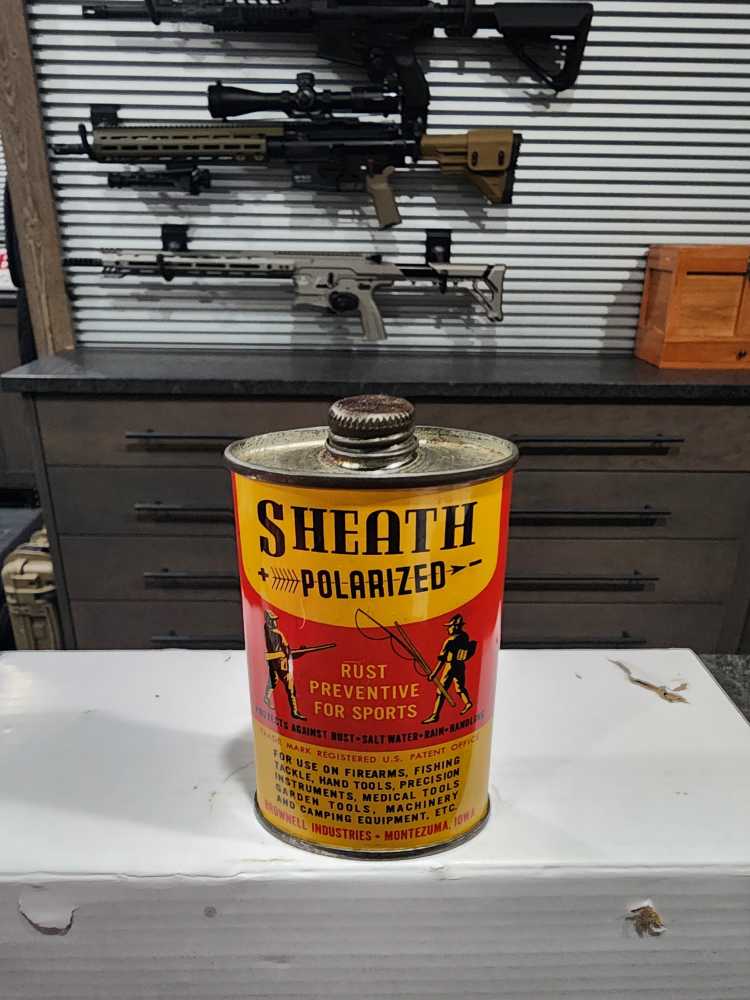 SHEATH
+ POLARIZED -
RUST
PREVENTIVE
FOR SPORTS
PROTECTS AGAINST RUST • SALT WATER • RAIN • HANDLING
TRADE MARK REGISTERED U.S. PATENT OFFICE
FOR USE ON FIREARMS, FISHING
TACKLE, HAND TOOLS, PRECISION
INSTRUMENTS, MEDICAL TOOLS
GARDEN TOOLS, MACHINERY
AND CAMPING EQUIPMENT, ETC.
BROWNELL INDUSTRIES • MONTEZUMA, IOWA